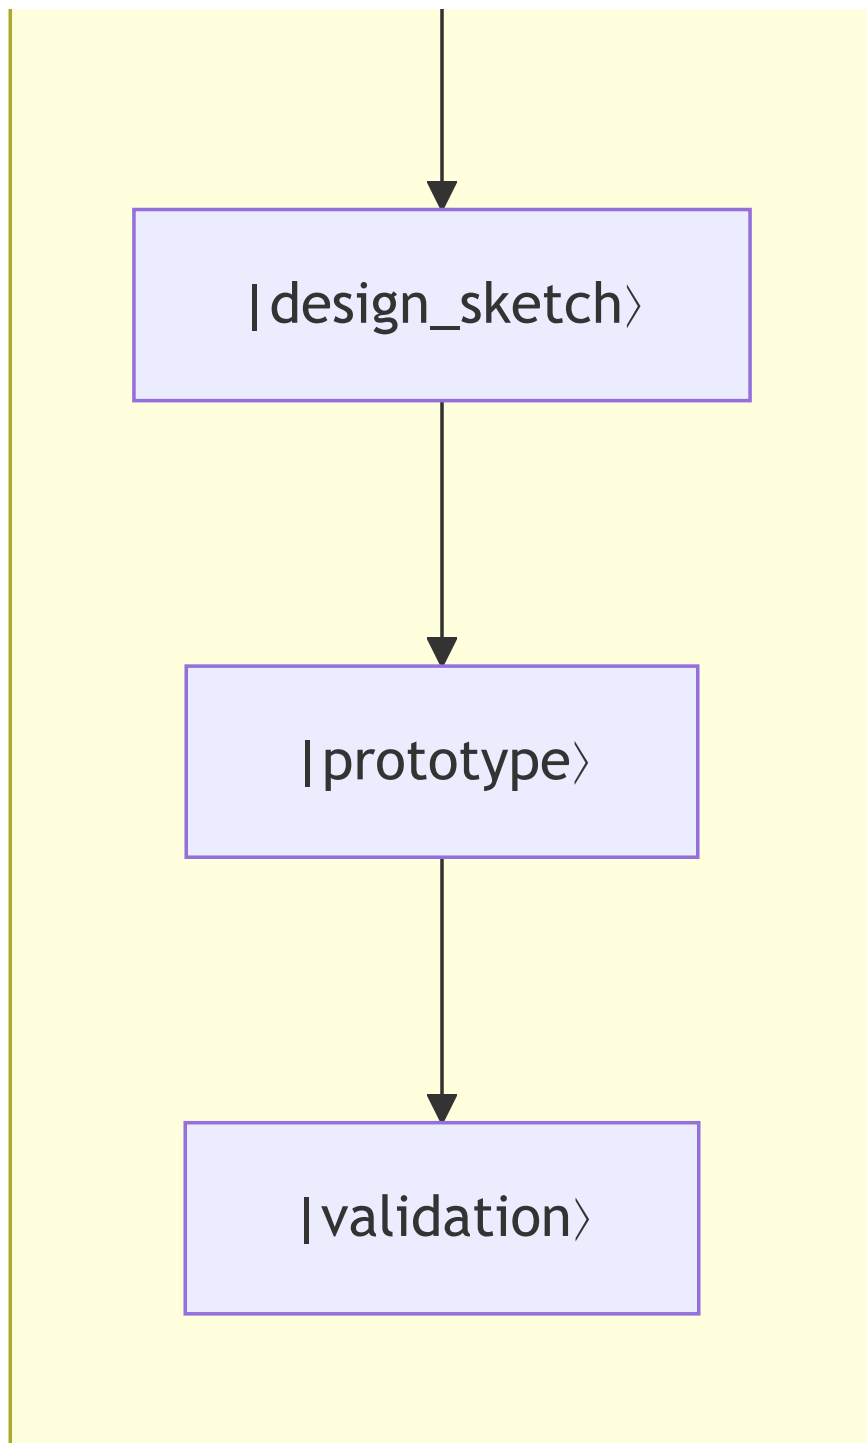 |design_sketch⟩
|prototype⟩
|validation⟩